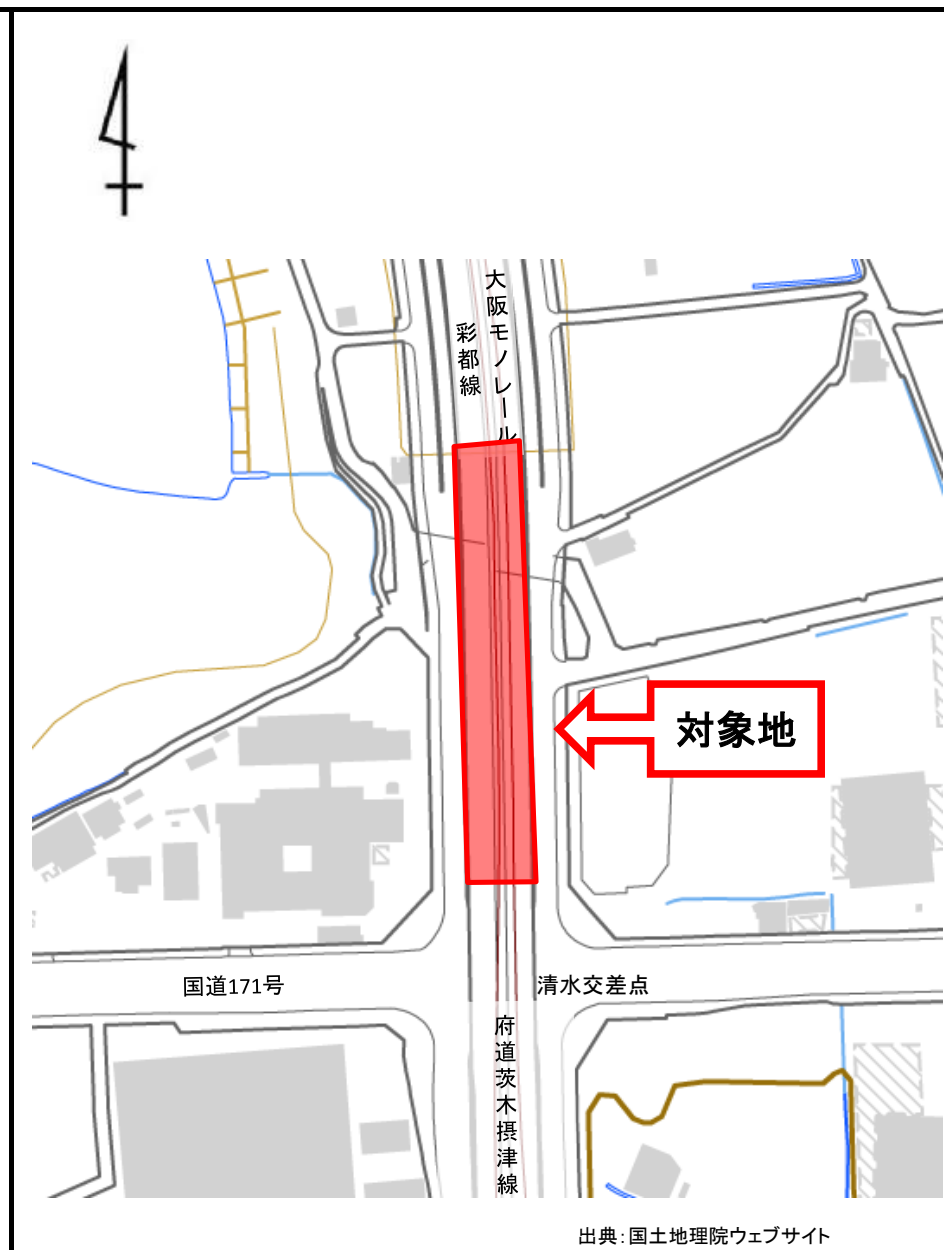 大阪モノレール
彩都線
対象地
国道171号
清水交差点
府道茨木摂津線
出典：国土地理院ウェブサイト